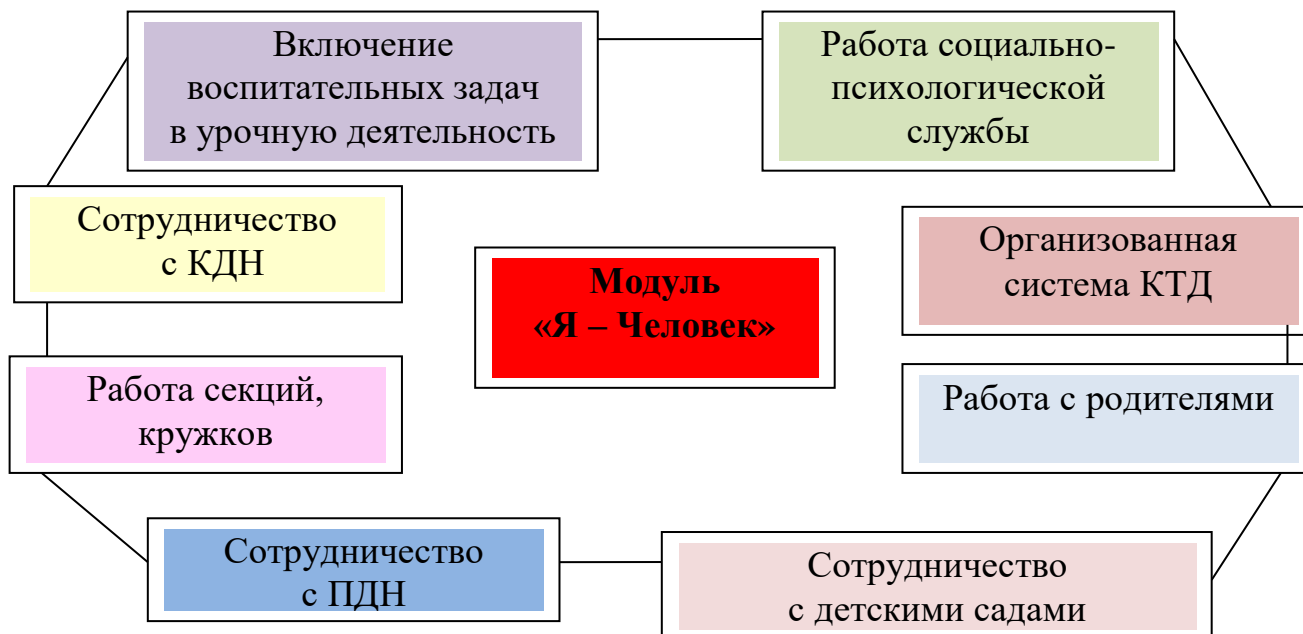 Включение
воспитательных задач
в урочную деятельность
Работа социально-
психологической
службы
Сотрудничество
с КДН
Организованная
система КТД
Модуль
«Я – Человек»
Работа секций,
кружков
Работа с родителями
Сотрудничество
с ПДН
Сотрудничество
с детскими садами